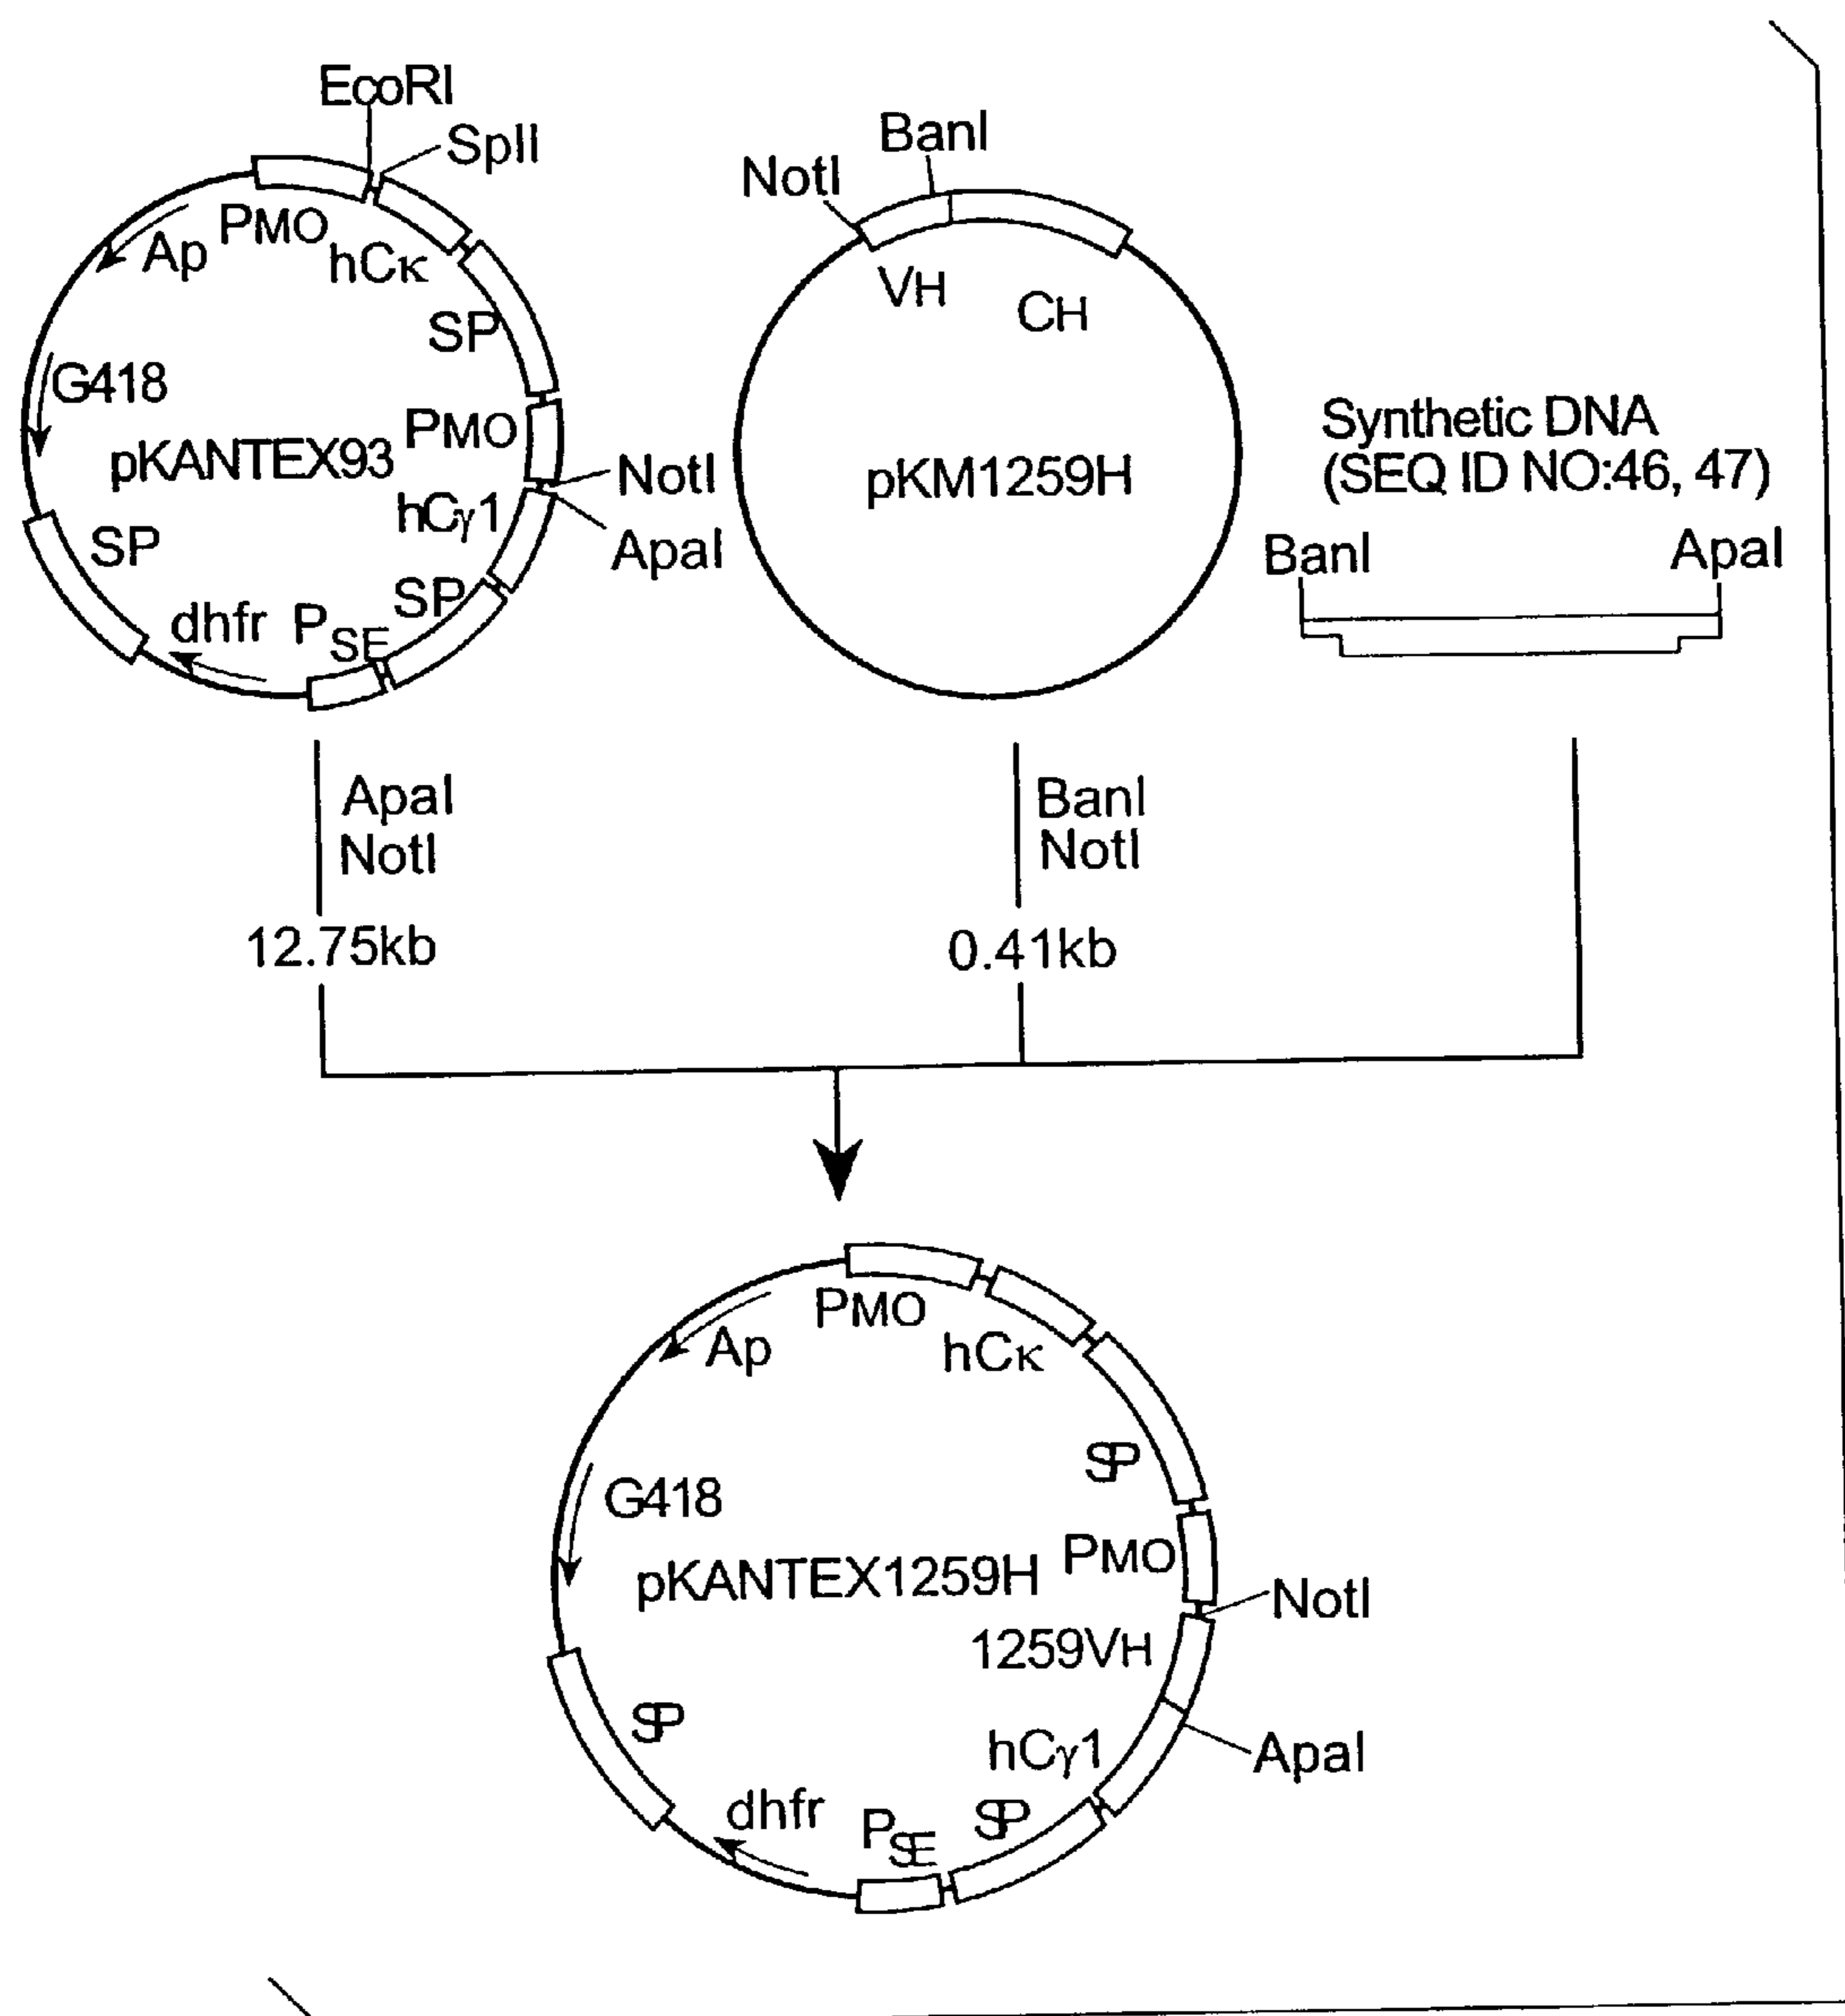 EcoRI
SplI
Ap
PMO
hCκ
SP
G418
pKANTEX93
PMO
NotI
hCγ1
ApaI
SP
SP
dhfr
PSE
NotI
BanI
VH
CH
pKM1259H
Synthetic DNA
(SEQ ID NO:46, 47)
BanI
ApaI
ApaI
NotI
12.75kb
BanI
NotI
0.41kb
PMO
Ap
hCκ
SP
G418
pKANTEX1259H
PMO
NotI
1259VH
SP
hCγ1
ApaI
dhfr
PSE
SP